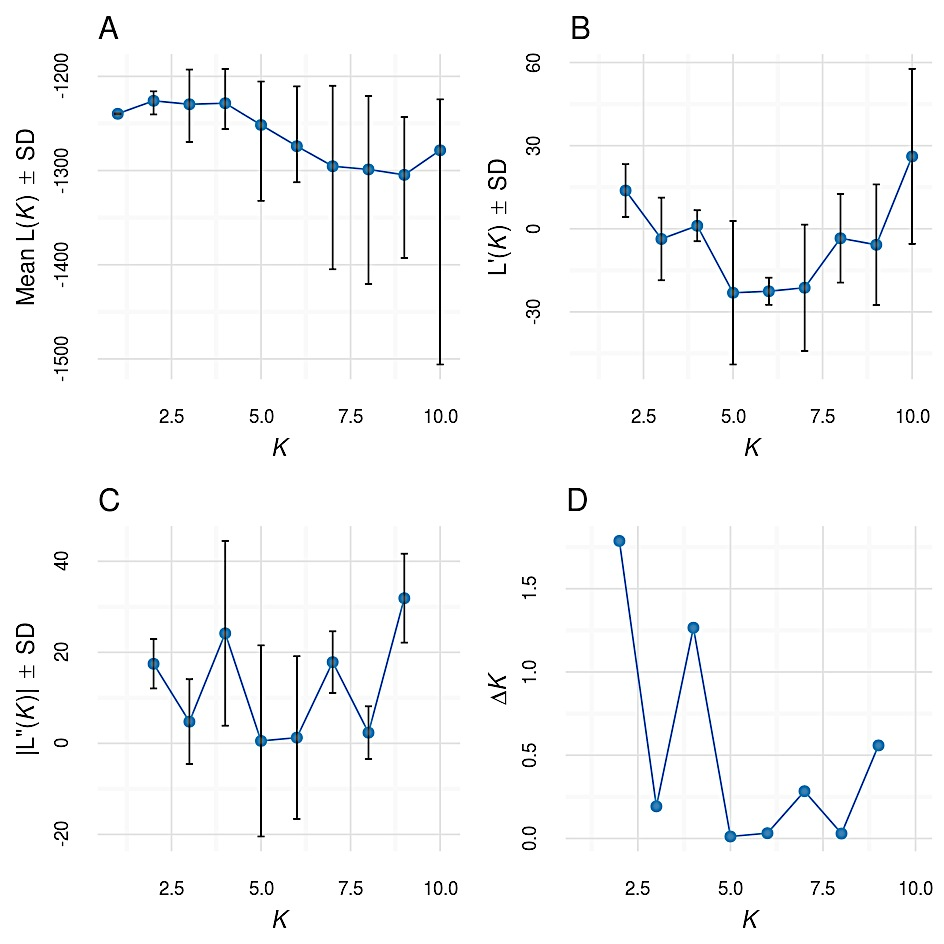 A
Mean L(K) ± SD
-1200
-1300
-1400
-1500
2.5 5.0 7.5 10.0
K
B
L'(K) ± SD
60
30
0
-30
2.5 5.0 7.5 10.0
K
C
|L"(K)| ± SD
40
20
0
-20
2.5 5.0 7.5 10.0
K
D
ΔK
1.5
1.0
0.5
0.0
2.5 5.0 7.5 10.0
K